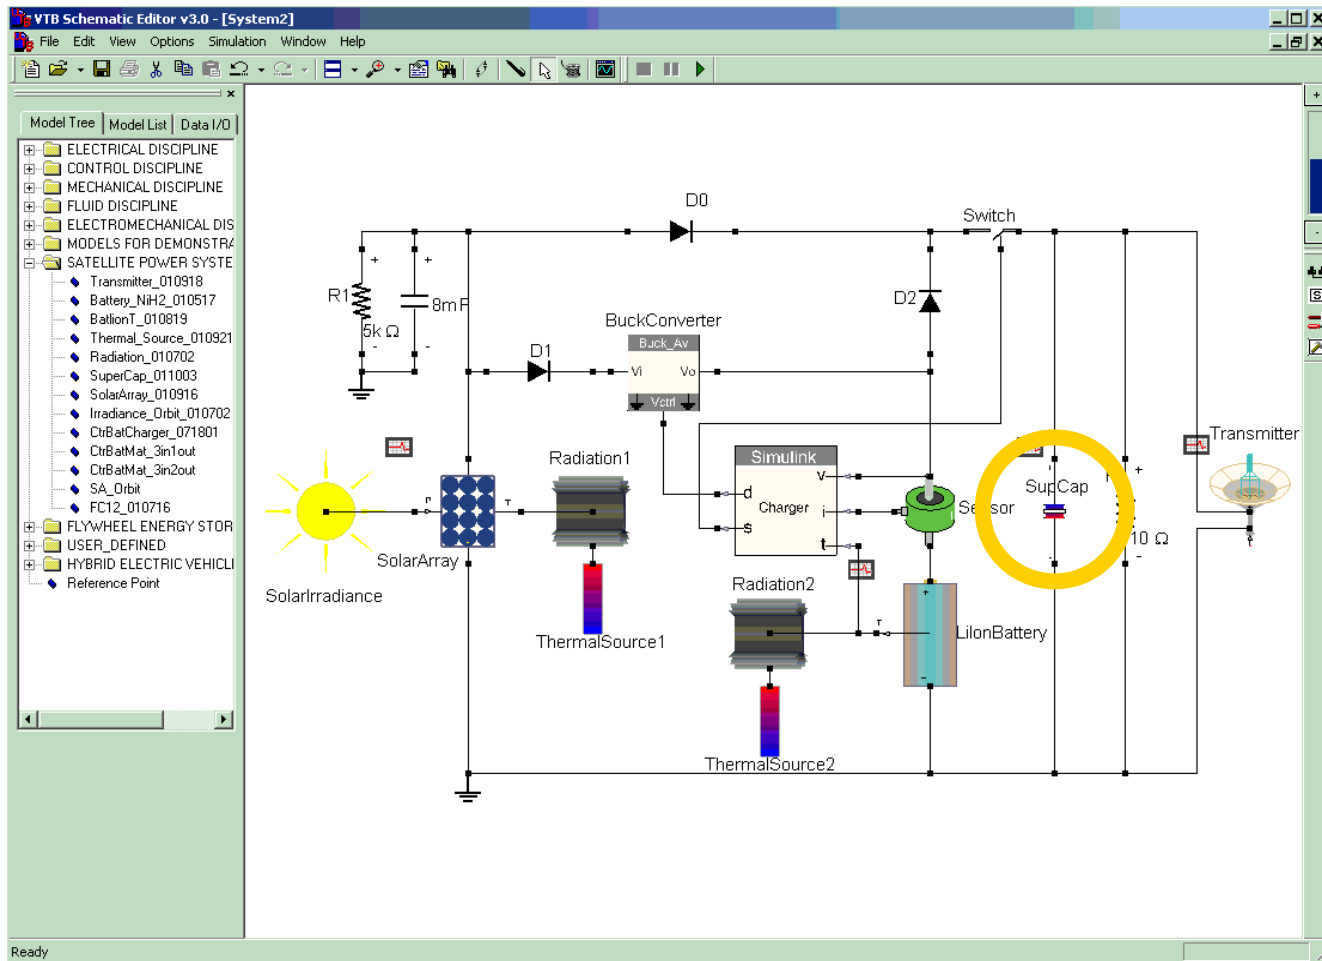 VTB Schematic Editor v3.0 - [System2]
File Edit View Options Simulation Window Help
Model Tree Model List Data I/O
ELECTRICAL DISCIPLINE
CONTROL DISCIPLINE
MECHANICAL DISCIPLINE
FLUID DISCIPLINE
ELECTROMECHANICAL DIS
MODELS FOR DEMONSTRA
SATELLITE POWER SYSTE
Transmitter_010918
Battery_NiH2_010517
BatlionT_010819
Thermal_Source_010921
Radiation_010702
SuperCap_011003
SolarArray_010916
Irradiance_Orbit_010702
CtrBatCharger_071801
CtrBatMat_3in1out
CtrBatMat_3in2out
SA_Orbit
FC12_010716
FLYWHEEL ENERGY STOR
USER_DEFINED
HYBRID ELECTRIC VEHICL
Reference Point
D0
Switch
R1
5k Ω
8m F
D2
BuckConverter
Buck_Av
Vi Vo
Vctrl
D1
Transmitter
Radiation1
Simulink
Charger
d
s
v
i
t
Sensor
SupCap
10 Ω
SolarArray
SolarIrradiance
ThermalSource1
Radiation2
LiIonBattery
ThermalSource2
Ready